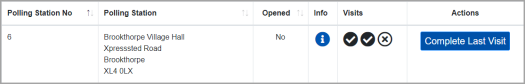 Polling Station No Polling Station Opened Info Visits Actions
6 Brookthorpe Village Hall No Complete Last Visit
Xpresssted Road
Brookthorpe
XL4 0LX